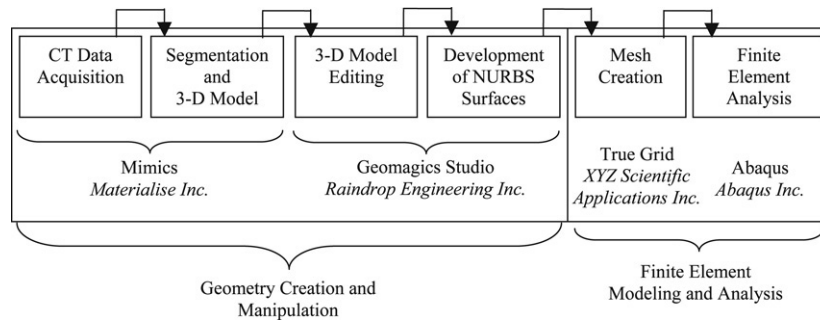 CT Data
Acquisition
Segmentation
and
3-D Model
3-D Model
Editing
Development
of NURBS
Surfaces
Mesh
Creation
Finite
Element
Analysis
Mimics
Materialise Inc.
Geomagics Studio
Raindrop Engineering Inc.
True Grid
XYZ Scientific
Applications Inc.
Abaqus
Abaqus Inc.
Geometry Creation and
Manipulation
Finite Element
Modeling and Analysis